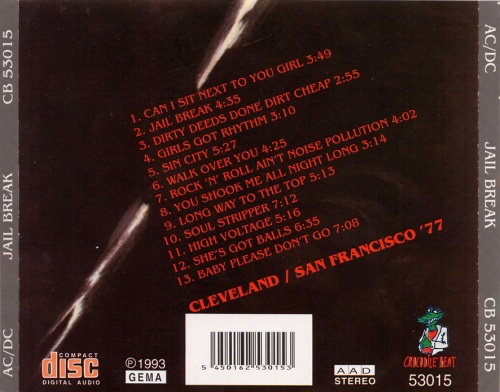 AC/DC
CB 53015
JAIL BREAK
AC/DC
1. CAN I SIT NEXT TO YOU GIRL 3:49
2. JAIL BREAK 4:35
3. DIRTY DEEDS DONE DIRT CHEAP 2:55
4. GIRLS GOT RHYTHM 3:10
5. SIN CITY 5:27
6. WALK OVER YOU 4:25
7. ROCK 'N' ROLL AIN'T NOISE POLLUTION 4:02
8. YOU SHOOK ME ALL NIGHT LONG 3:14
9. LONG WAY TO THE TOP 5:13
10. SOUL STRIPPER 7:12
11. HIGH VOLTAGE 5:16
12. SHE'S GOT BALLS 6:35
13. BABY PLEASE DON'T GO 7:08
CLEVELAND / SAN FRANCISCO '77
COMPACT
disc
DIGITAL AUDIO
Ⓟ1993
GEMA
5 450162 530153
AAD
STEREO
CROCODILE BEAT
53015
AC/DC
JAIL BREAK
CB 53015